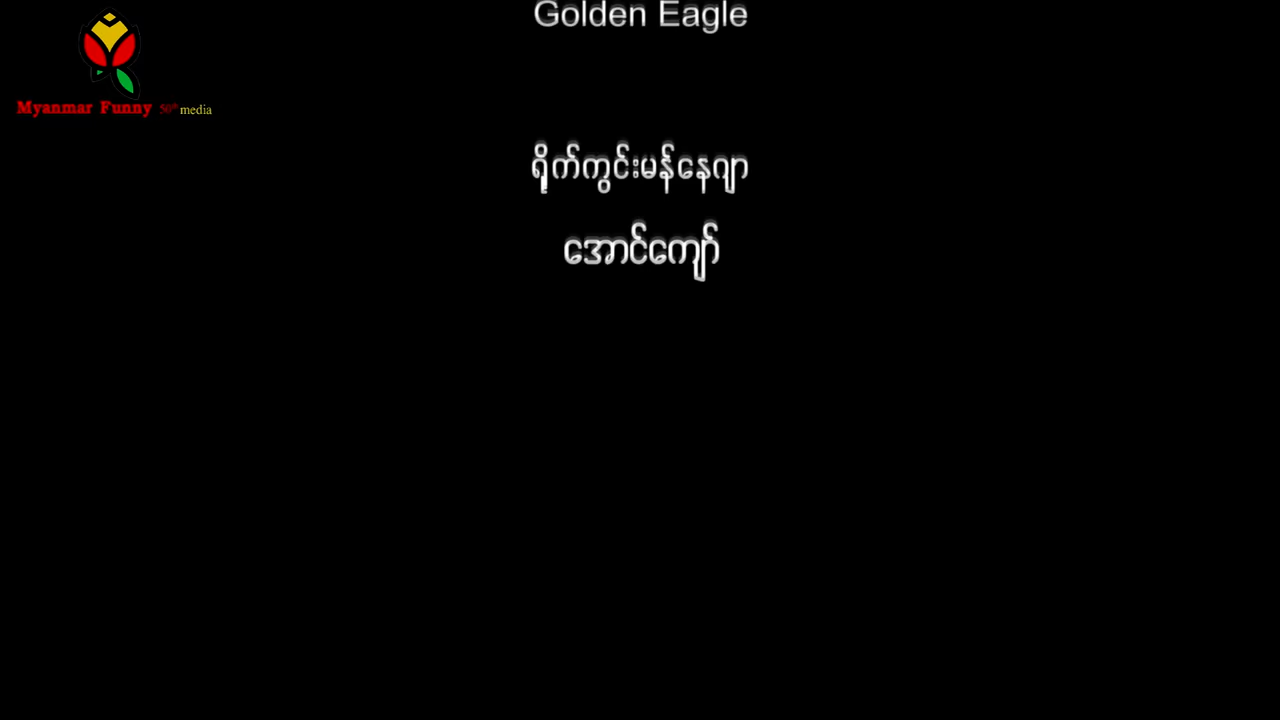 Golden Eagle
Myanmar Funny media
ရိုက်ကွင်းမန်နေဂျာ
အောင်ကျော်